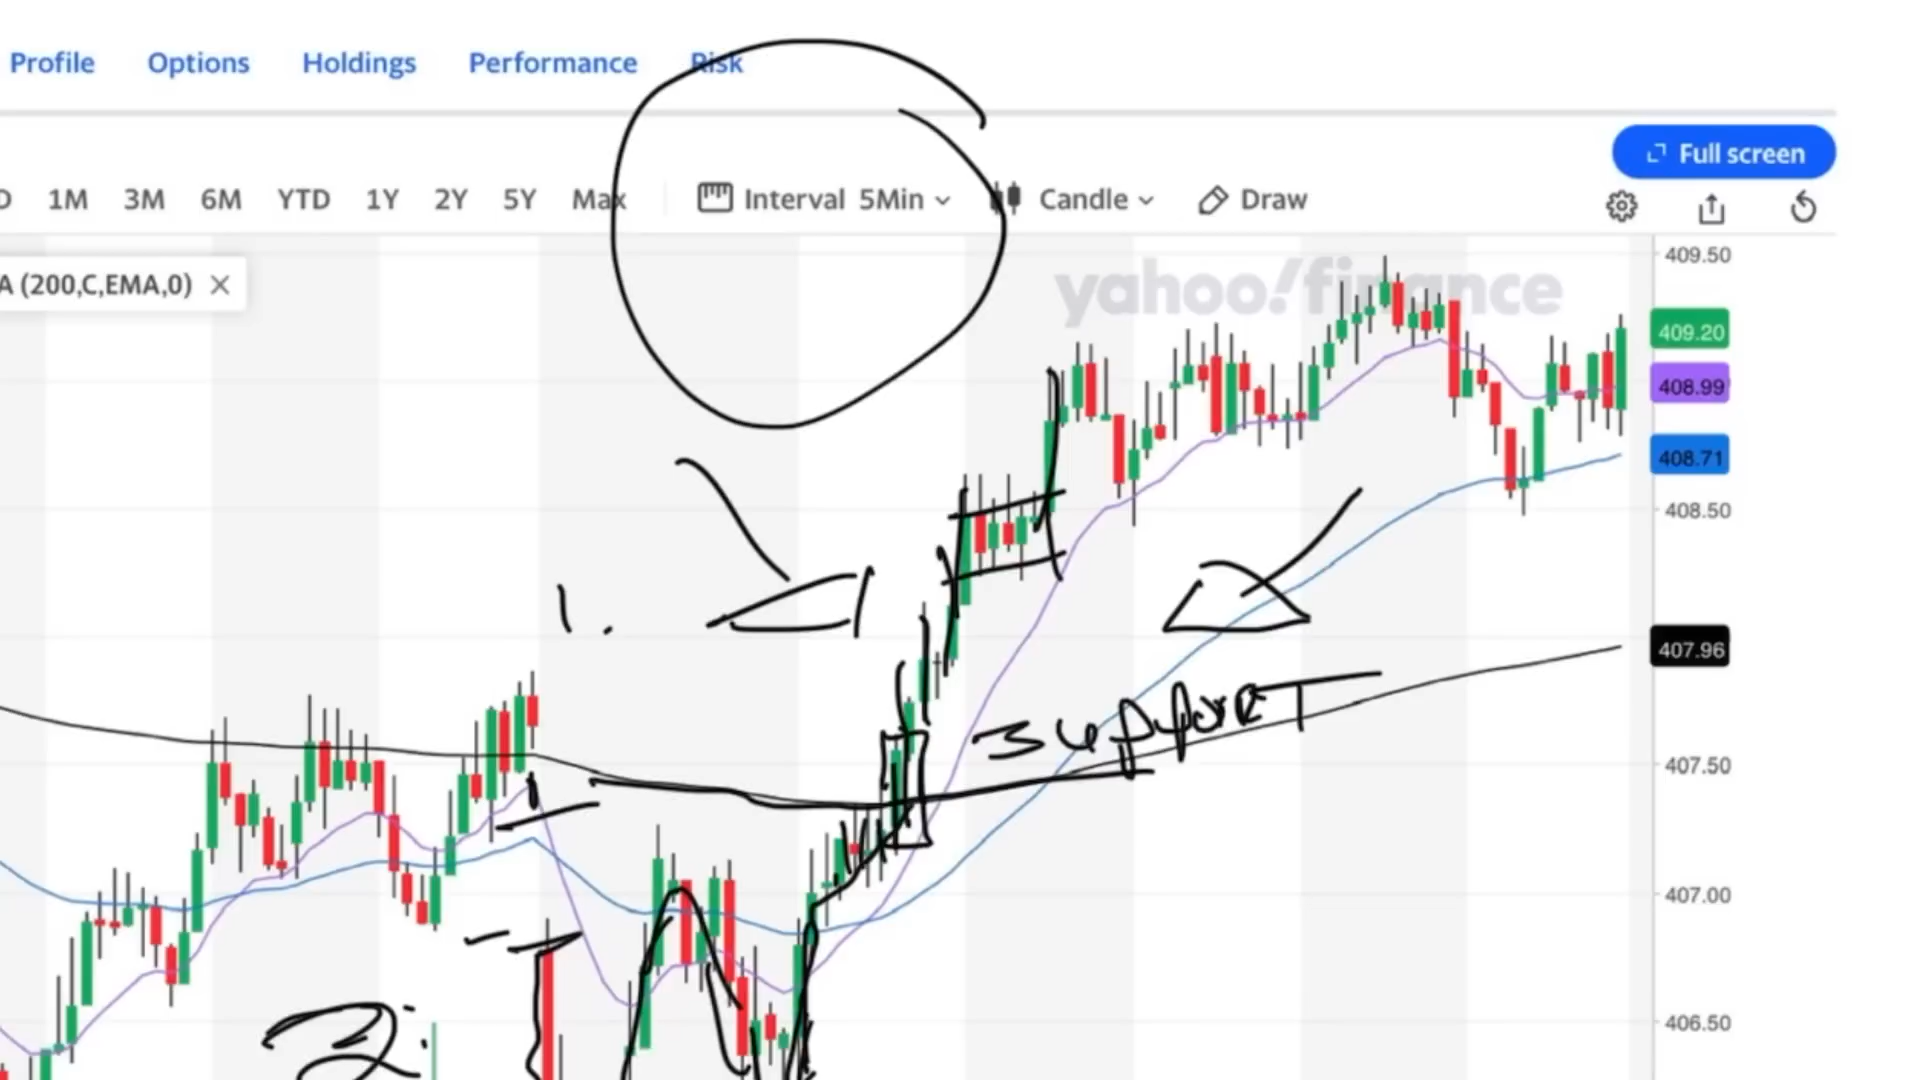 Profile Options Holdings Performance Risk
Full screen
D 1M 3M 6M YTD 1Y 2Y 5Y Max Interval 5Min Candle Draw
409.50
A (200,C,EMA,0)
yahoo!finance
409.20
408.99
408.71
408.50
1.
407.96
support
407.50
407.00
406.50
2: